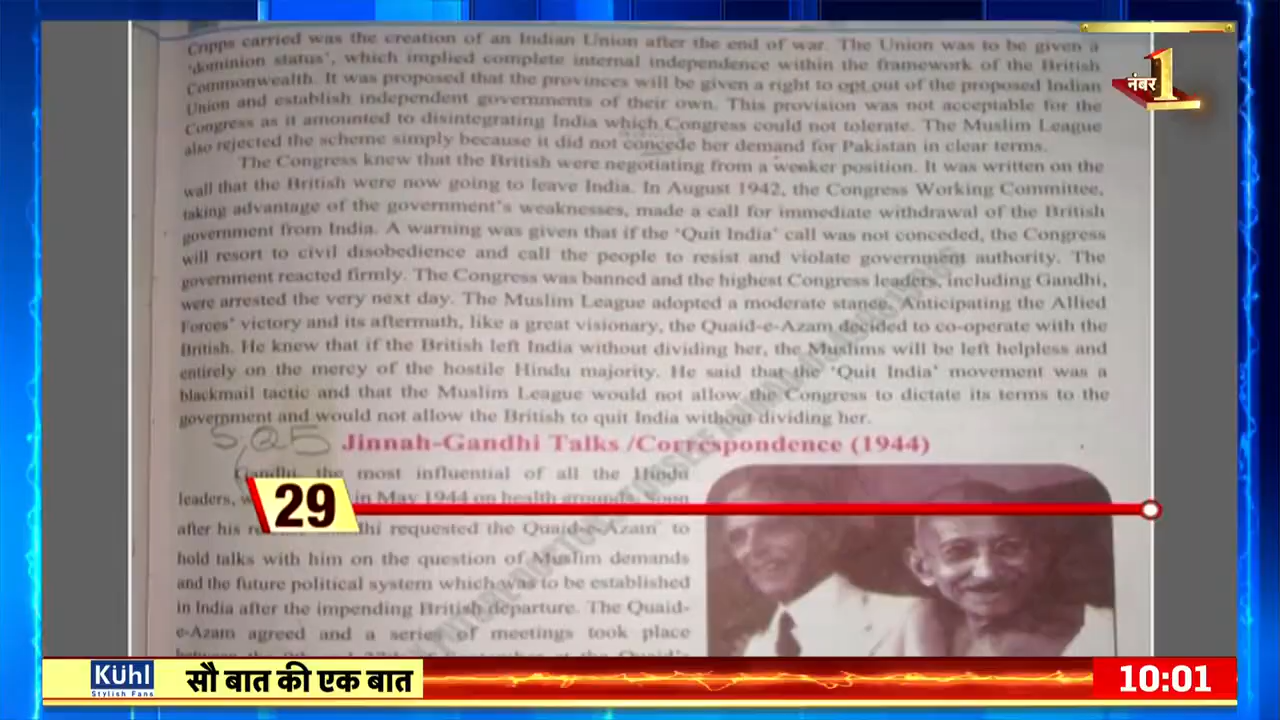 Cripps carried was the creation of an Indian Union after the end of war. The Union was to be given a
'dominion status', which implied complete internal independence within the framework of the British
Commonwealth. It was proposed that the provinces will be given a right to opt out of the proposed Indian
Union and establish independent governments of their own. This provision was not acceptable for the
Congress as it amounted to disintegrating India which Congress could not tolerate. The Muslim League
also rejected the scheme simply because it did not concede her demand for Pakistan in clear terms.
The Congress knew that the British were negotiating from a weaker position. It was written on the
wall that the British were now going to leave India. In August 1942, the Congress Working Committee,
taking advantage of the government's weaknesses, made a call for immediate withdrawal of the British
government from India. A warning was given that if the 'Quit India' call was not conceded, the Congress
will resort to civil disobedience and call the people to resist and violate government authority. The
government reacted firmly. The Congress was banned and the highest Congress leaders, including Gandhi,
were arrested the very next day. The Muslim League adopted a moderate stance. Anticipating the Allied
Forces' victory and its aftermath, like a great visionary, the Quaid-e-Azam decided to co-operate with the
British. He knew that if the British left India without dividing her, the Muslims will be left helpless and
entirely on the mercy of the hostile Hindu majority. He said that the 'Quit India' movement was a
blackmail tactic and that the Muslim League would not allow the Congress to dictate its terms to the
government and would not allow the British to quit India without dividing her.
Jinnah-Gandhi Talks /Correspondence (1944)
Gandhi, the most influential of all the Hindu
leaders, in May 1944 on health grounds. Soon
after his requested the Quaid-e-Azam to
hold talks with him on the question of Muslim demands
and the future political system which was to be established
in India after the impending British departure. The Quaid-
e-Azam agreed and a series of meetings took place
नंबर 1
29
Kühl
Stylish Fans
सौ बात की एक बात
10:01